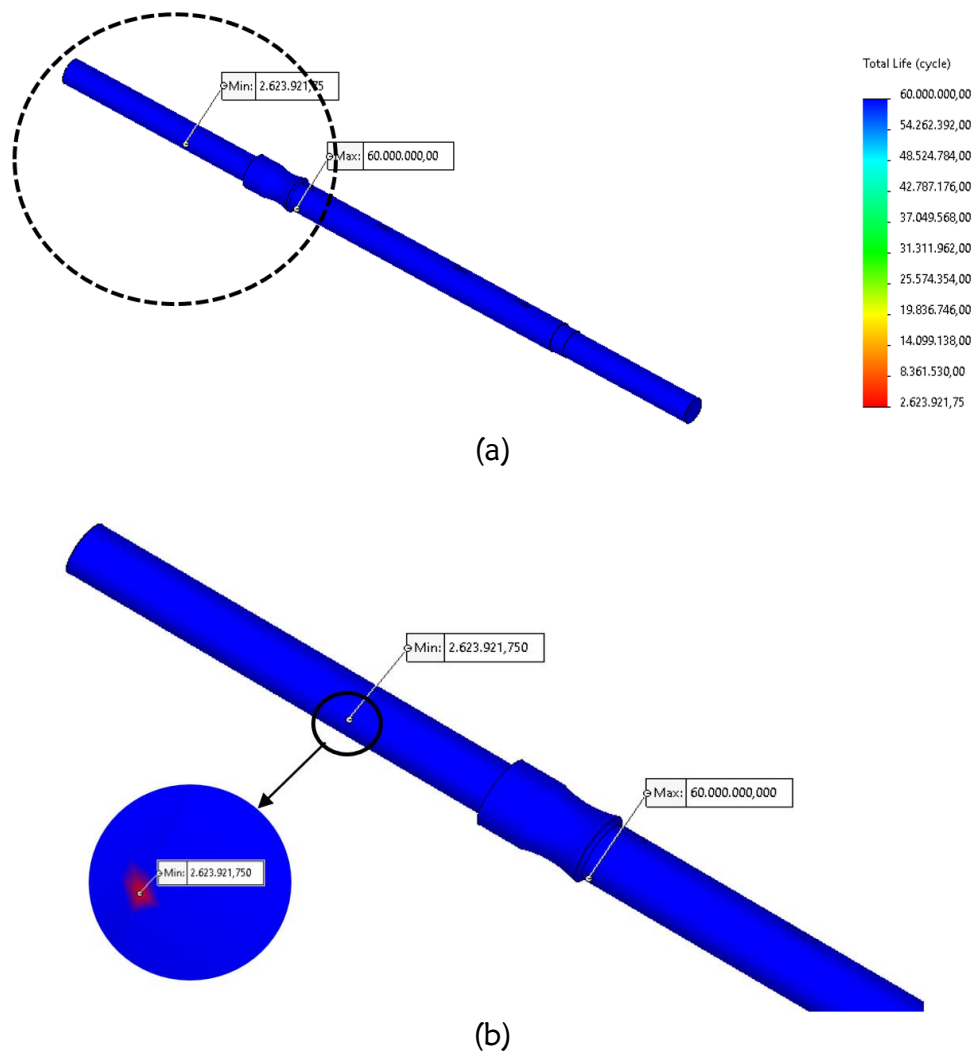 Total Life (cycle)
60.000.000,00
54.262.392,00
48.524.784,00
42.787.176,00
37.049.568,00
31.311.962,00
25.574.354,00
19.836.746,00
14.099.138,00
8.361.530,00
2.623.921,75
Min: 2.623.921,75
Max: 60.000.000,00
(a)
Min: 2.623.921,750
Max: 60.000.000,000
Min: 2.623.921,750
(b)